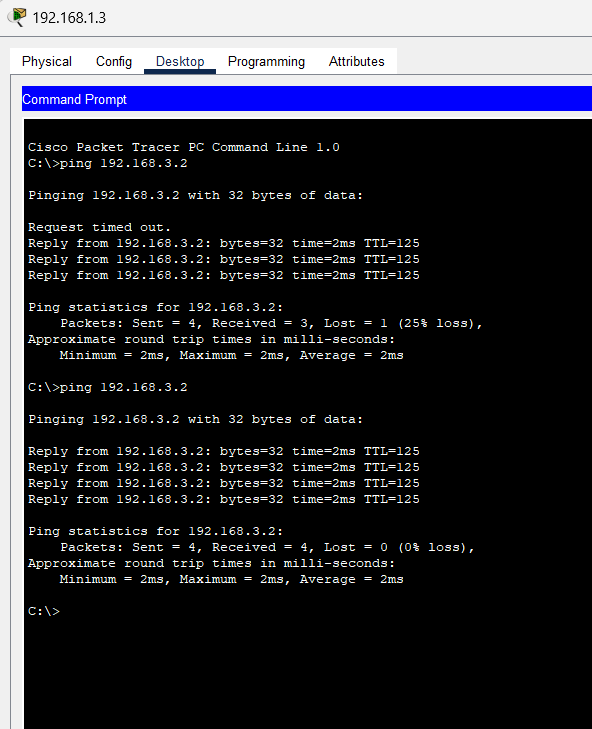 192.168.1.3
Physical Config Desktop Programming Attributes
Command Prompt
Cisco Packet Tracer PC Command Line 1.0
C:\>ping 192.168.3.2
Pinging 192.168.3.2 with 32 bytes of data:
Request timed out.
Reply from 192.168.3.2: bytes=32 time=2ms TTL=125
Reply from 192.168.3.2: bytes=32 time=2ms TTL=125
Reply from 192.168.3.2: bytes=32 time=2ms TTL=125
Ping statistics for 192.168.3.2:
    Packets: Sent = 4, Received = 3, Lost = 1 (25% loss),
Approximate round trip times in milli-seconds:
    Minimum = 2ms, Maximum = 2ms, Average = 2ms
C:\>ping 192.168.3.2
Pinging 192.168.3.2 with 32 bytes of data:
Reply from 192.168.3.2: bytes=32 time=2ms TTL=125
Reply from 192.168.3.2: bytes=32 time=2ms TTL=125
Reply from 192.168.3.2: bytes=32 time=2ms TTL=125
Reply from 192.168.3.2: bytes=32 time=2ms TTL=125
Ping statistics for 192.168.3.2:
    Packets: Sent = 4, Received = 4, Lost = 0 (0% loss),
Approximate round trip times in milli-seconds:
    Minimum = 2ms, Maximum = 2ms, Average = 2ms
C:\>